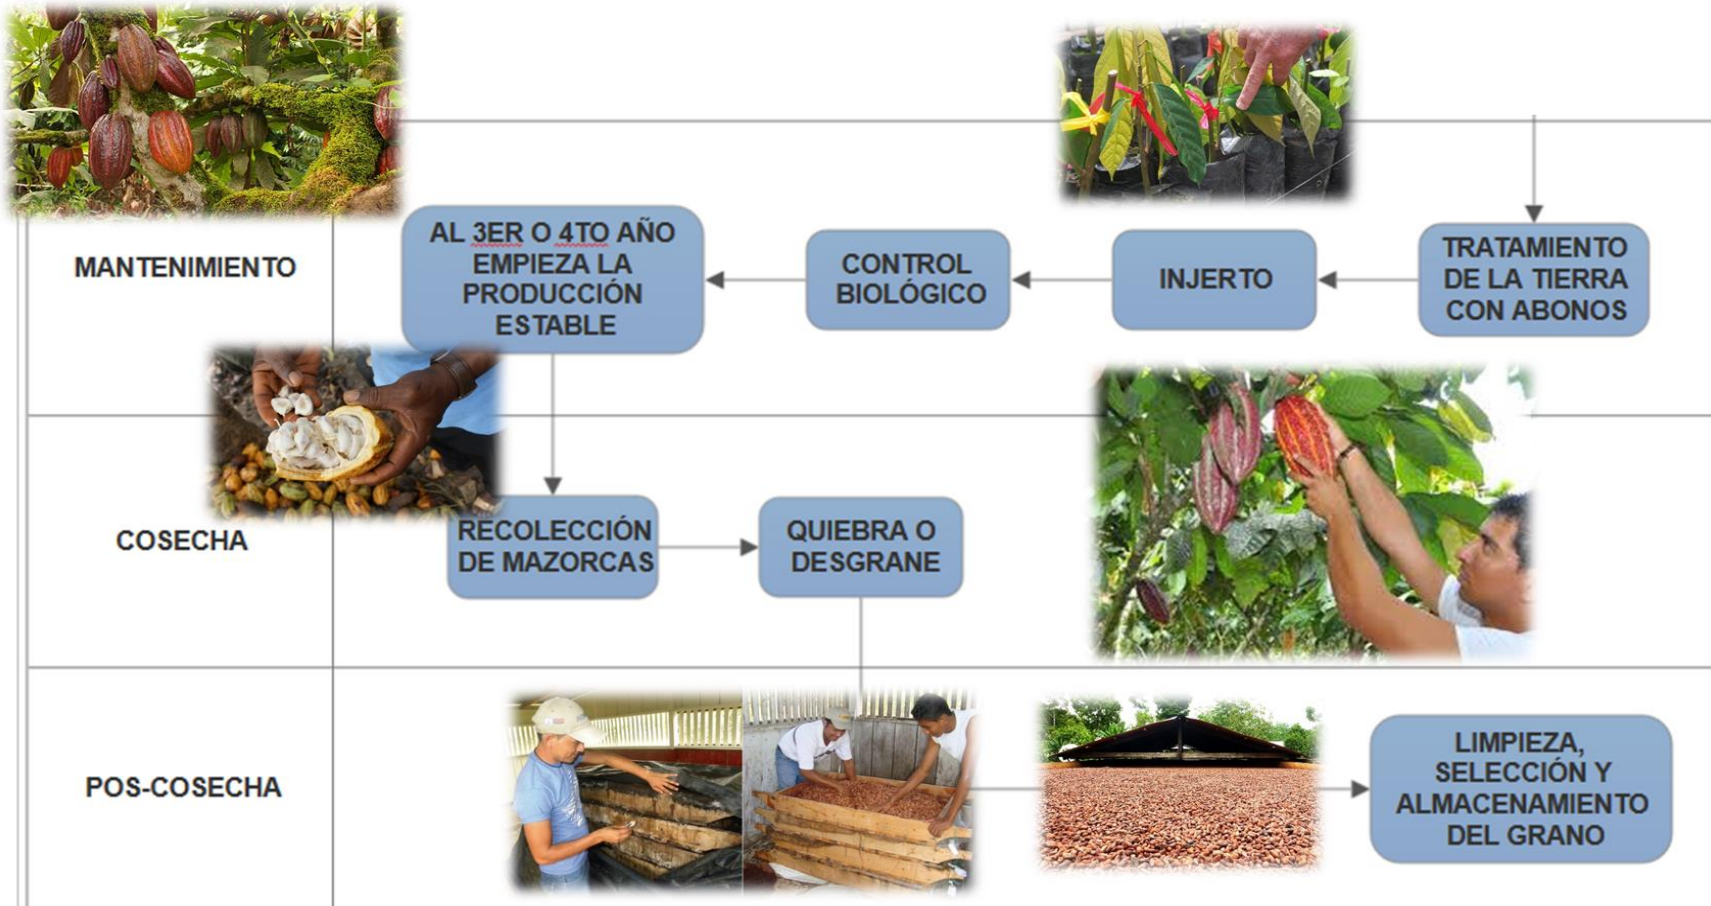 MANTENIMIENTO
AL 3ER O 4TO AÑO
EMPIEZA LA
PRODUCCIÓN
ESTABLE
CONTROL
BIOLÓGICO
INJERTO
TRATAMIENTO
DE LA TIERRA
CON ABONOS
COSECHA
RECOLECCIÓN
DE MAZORCAS
QUIEBRA O
DESGRANE
POS-COSECHA
LIMPIEZA,
SELECCIÓN Y
ALMACENAMIENTO
DEL GRANO